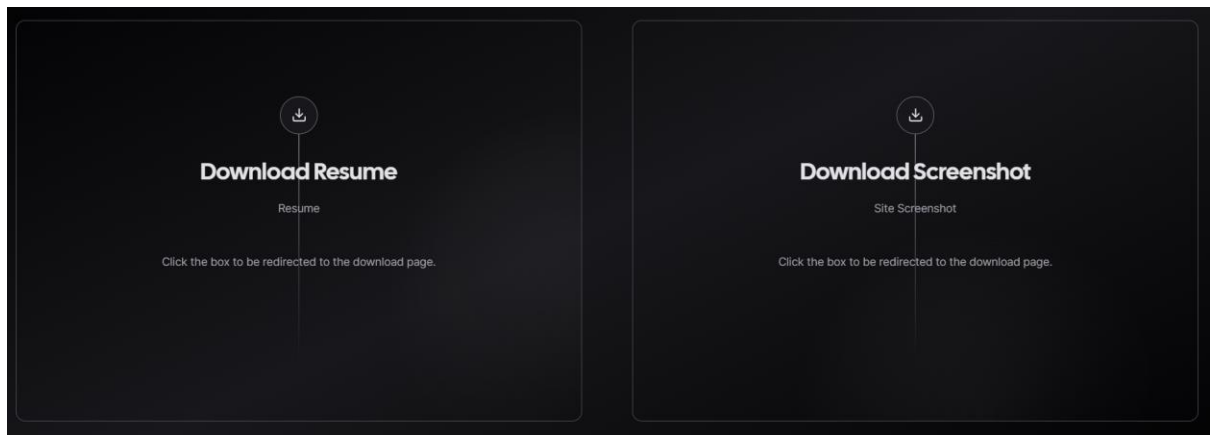 Download Resume
Resume
Click the box to be redirected to the download page.
Download Screenshot
Site Screenshot
Click the box to be redirected to the download page.